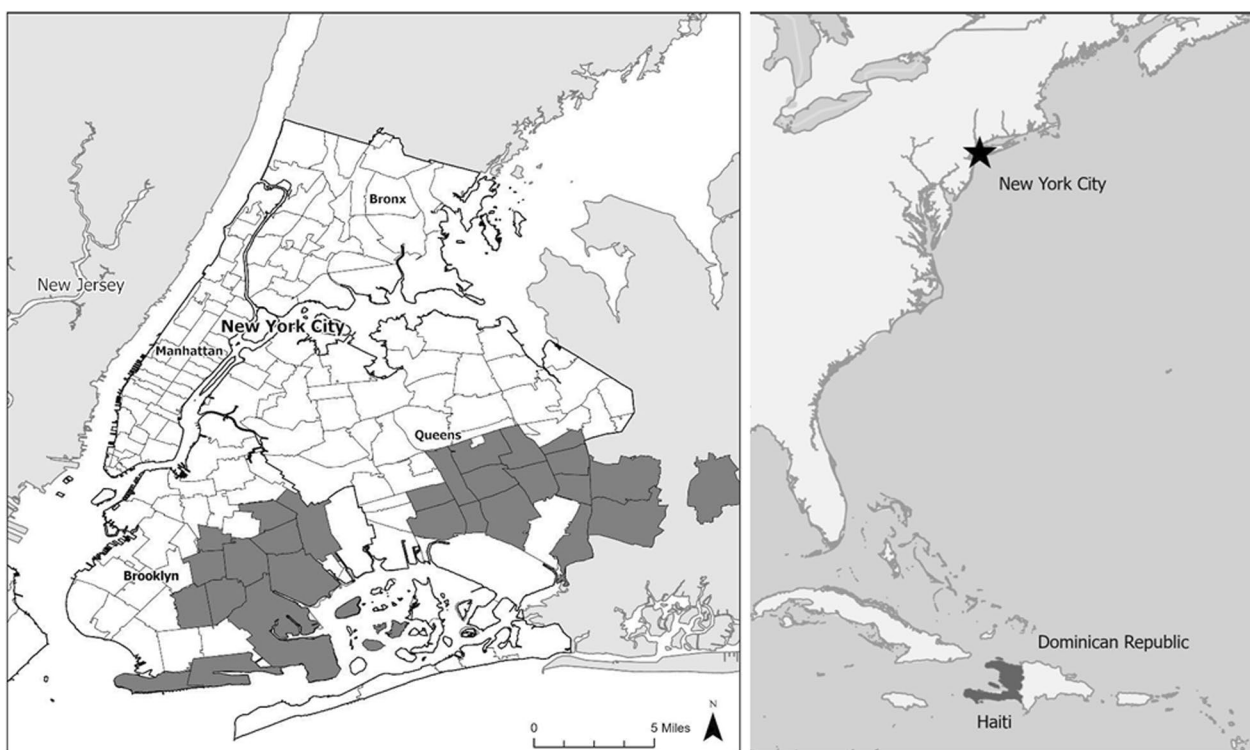 Bronx
New Jersey
New York City
Manhattan
Queens
Brooklyn
N
0 5 Miles
New York City
Dominican Republic
Haiti